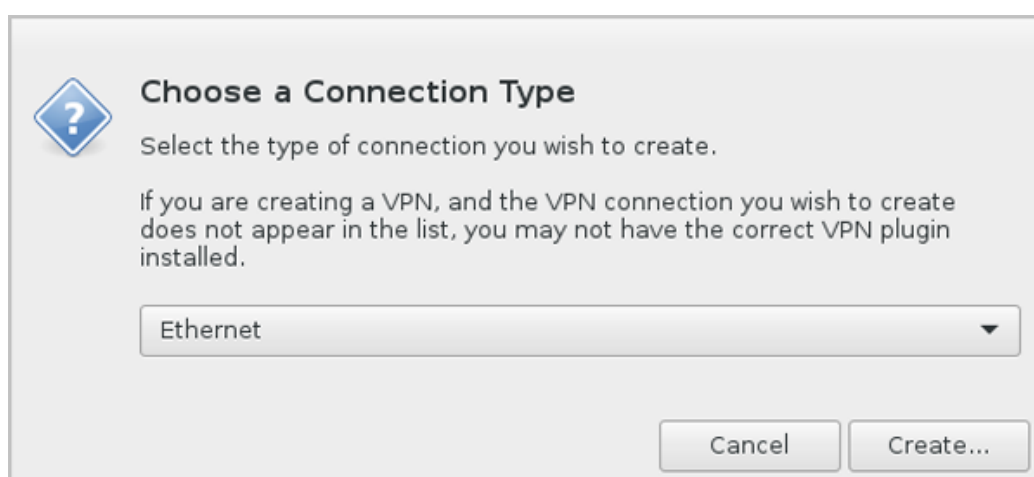 Choose a Connection Type
Select the type of connection you wish to create.
If you are creating a VPN, and the VPN connection you wish to create
does not appear in the list, you may not have the correct VPN plugin
installed.
Ethernet
Cancel
Create...